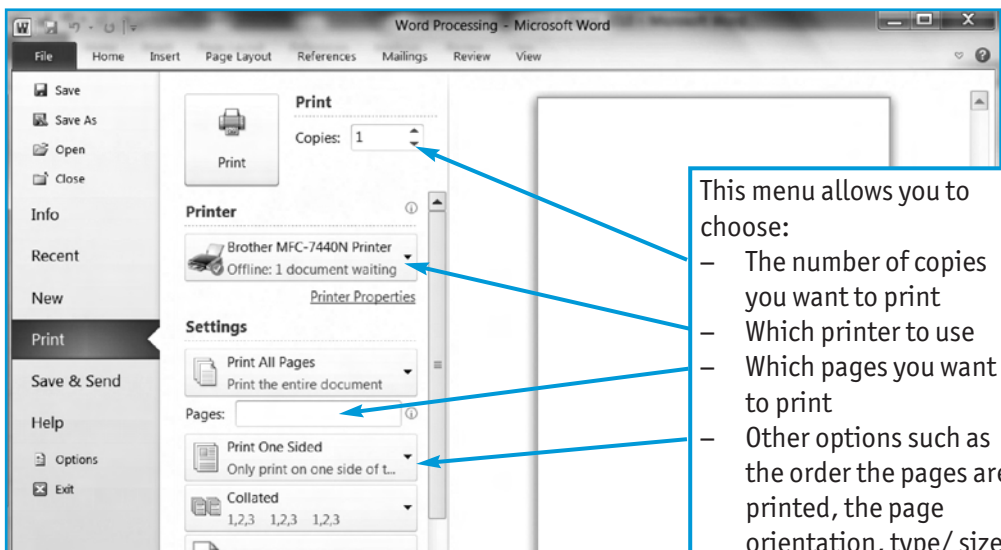 W
Word Processing - Microsoft Word
File Home Insert Page Layout References Mailings Review View
Save
Save As
Open
Close
Info
Recent
New
Print
Save & Send
Help
Options
Exit
Print
Print
Copies: 1
Printer
Brother MFC-7440N Printer
Offline: 1 document waiting
Printer Properties
Settings
Print All Pages
Print the entire document
Pages:
Print One Sided
Only print on one side of t...
Collated
1,2,3 1,2,3 1,2,3
This menu allows you to
choose:
– The number of copies
you want to print
– Which printer to use
– Which pages you want
to print
– Other options such as
the order the pages are
printed, the page
orientation, type/ size